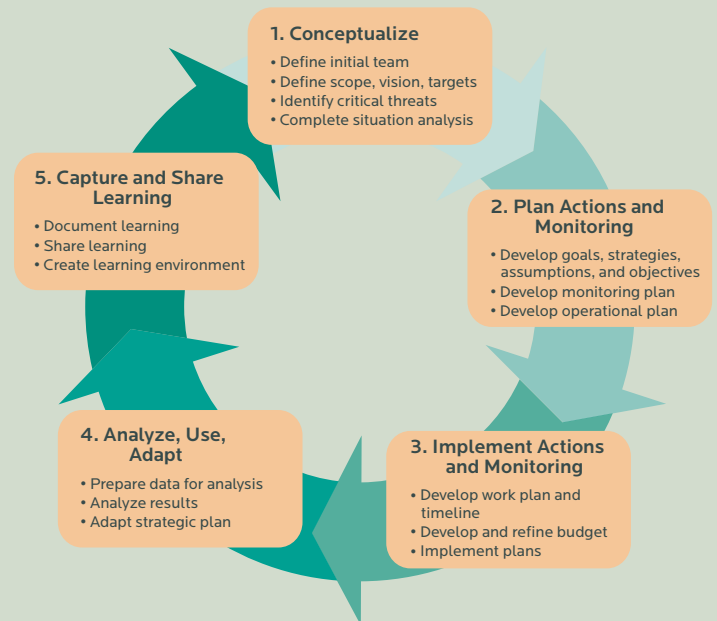 1. Conceptualize
• Define initial team
• Define scope, vision, targets
• Identify critical threats
• Complete situation analysis
2. Plan Actions and
Monitoring
• Develop goals, strategies,
assumptions, and objectives
• Develop monitoring plan
• Develop operational plan
3. Implement Actions
and Monitoring
• Develop work plan and
timeline
• Develop and refine budget
• Implement plans
4. Analyze, Use,
Adapt
• Prepare data for analysis
• Analyze results
• Adapt strategic plan
5. Capture and Share
Learning
• Document learning
• Share learning
• Create learning environment